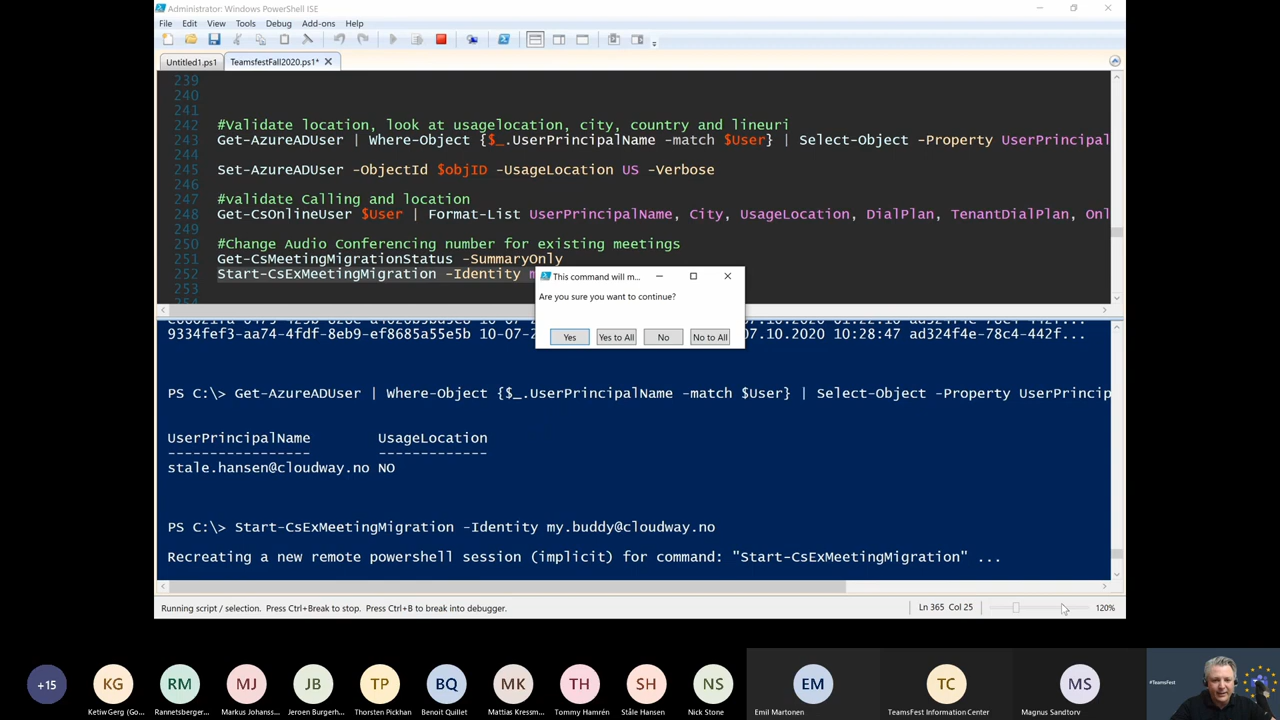 Administrator: Windows PowerShell ISE
File Edit View Tools Debug Add-ons Help
Untitled1.ps1 TeamsfestFall2020.ps1*
239
240
241
242 #Validate location, look at usagelocation, city, country and lineuri
243 Get-AzureADUser | Where-Object {$_.UserPrincipalName -match $User} | Select-Object -Property UserPrincipal
244
245 Set-AzureADUser -ObjectId $objID -UsageLocation US -Verbose
246
247 #validate Calling and location
248 Get-CsOnlineUser $User | Format-List UserPrincipalName, City, UsageLocation, DialPlan, TenantDialPlan, Onl
249
250 #Change Audio Conferencing number for existing meetings
251 Get-CsMeetingMigrationStatus -SummaryOnly
252 Start-CsExMeetingMigration -Identity m
253
This command will m...
Are you sure you want to continue?
Yes Yes to All No No to All
9334fef3-aa74-4fdf-8eb9-ef8685a55e5b 10-07-2 07.10.2020 10:28:47 ad324f4e-78c4-442f...
PS C:\> Get-AzureADUser | Where-Object {$_.UserPrincipalName -match $User} | Select-Object -Property UserPrincip
UserPrincipalName UsageLocation
----------------- -------------
stale.hansen@cloudway.no NO
PS C:\> Start-CsExMeetingMigration -Identity my.buddy@cloudway.no
Recreating a new remote powershell session (implicit) for command: "Start-CsExMeetingMigration" ...
Running script / selection. Press Ctrl+Break to stop. Press Ctrl+B to break into debugger. Ln 365 Col 25 120%
+15 KG RM MJ JB TP BQ MK TH SH NS EM TC MS #TeamsFest
Ketiw Gerg (Go... Rannetsberger... Markus Johanss... Jeroen Burgerh... Thorsten Pickhan Benoit Quillet Mathias Kressm... Tommy Hamrén Ståle Hansen Nick Stone Emil Martonen TeamsFest Information Center Magnus Sandtorv